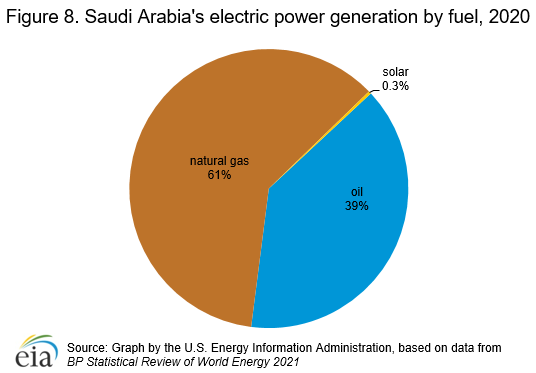 Figure 8. Saudi Arabia's electric power generation by fuel, 2020
solar
0.3%
natural gas
61%
oil
39%
eia
Source: Graph by the U.S. Energy Information Administration, based on data from
BP Statistical Review of World Energy 2021